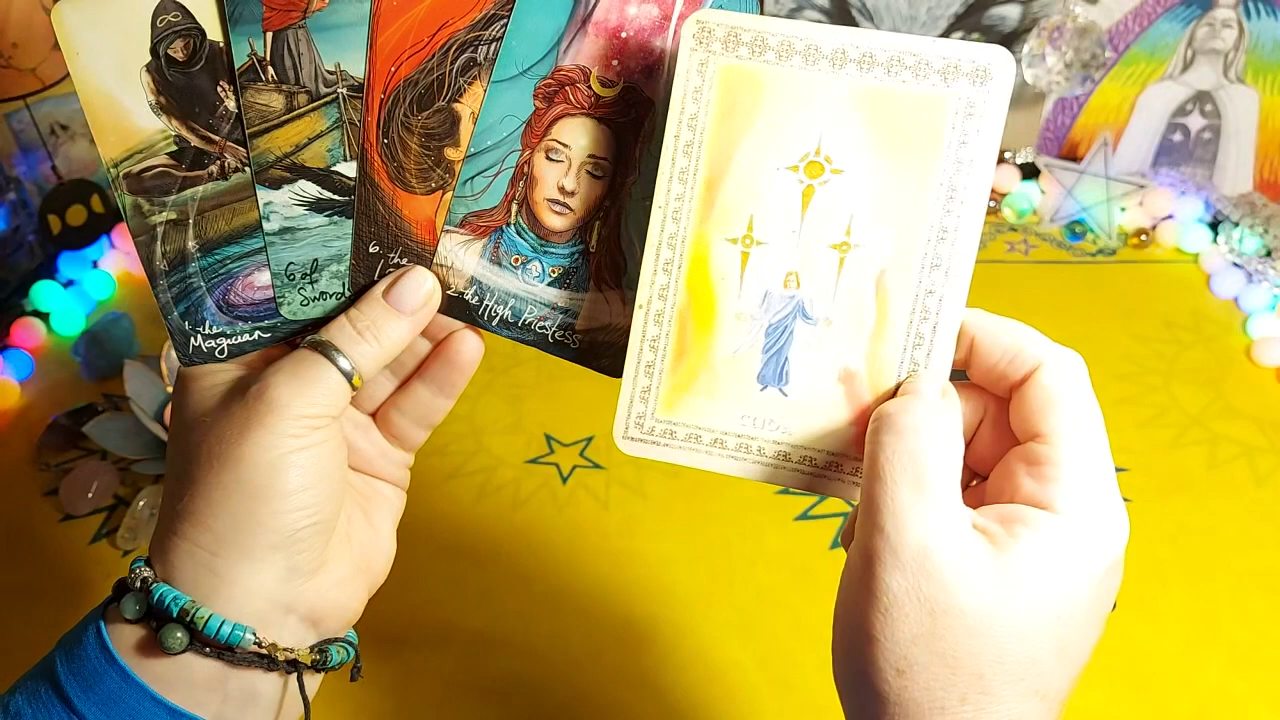 1. the
Magician
6 of
Swords
6. the
2. the High Priestess